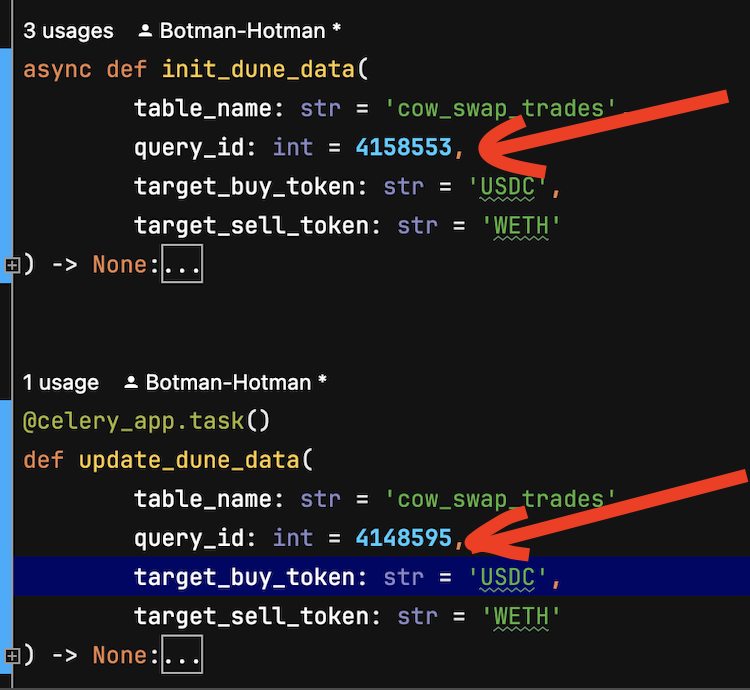 3 usages Botman-Hotman *
async def init_dune_data(
table_name: str = 'cow_swap_trades',
query_id: int = 4158553,
target_buy_token: str = 'USDC',
target_sell_token: str = 'WETH'
) -> None:...
1 usage Botman-Hotman *
@celery_app.task()
def update_dune_data(
table_name: str = 'cow_swap_trades'
query_id: int = 4148595,
target_buy_token: str = 'USDC',
target_sell_token: str = 'WETH'
) -> None:...